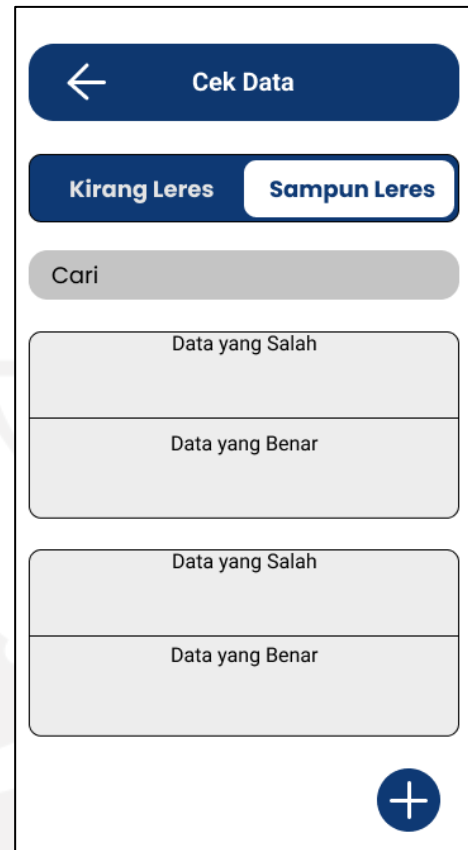 Cek Data
Kirang Leres Sampun Leres
Cari
Data yang Salah
Data yang Benar
Data yang Salah
Data yang Benar